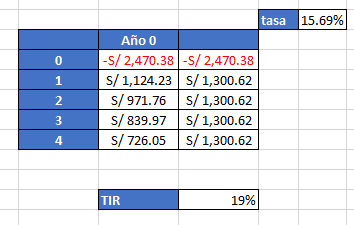 tasa 15.69%
Año 0
0 -S/ 2,470.38 -S/ 2,470.38
1 S/ 1,124.23 S/ 1,300.62
2 S/ 971.76 S/ 1,300.62
3 S/ 839.97 S/ 1,300.62
4 S/ 726.05 S/ 1,300.62
TIR 19%